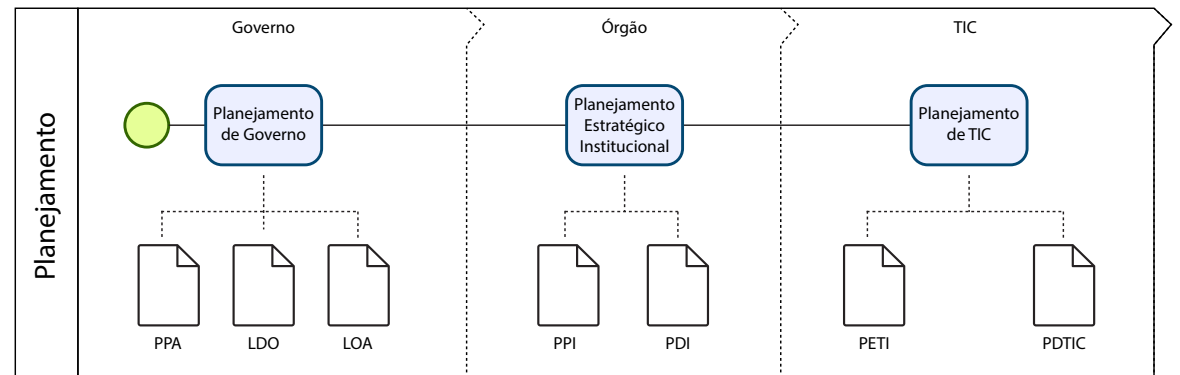 Planejamento
Governo
Órgão
TIC
Planejamento
de Governo
Planejamento
Estratégico
Institucional
Planejamento
de TIC
PPA
LDO
LOA
PPI
PDI
PETI
PDTIC